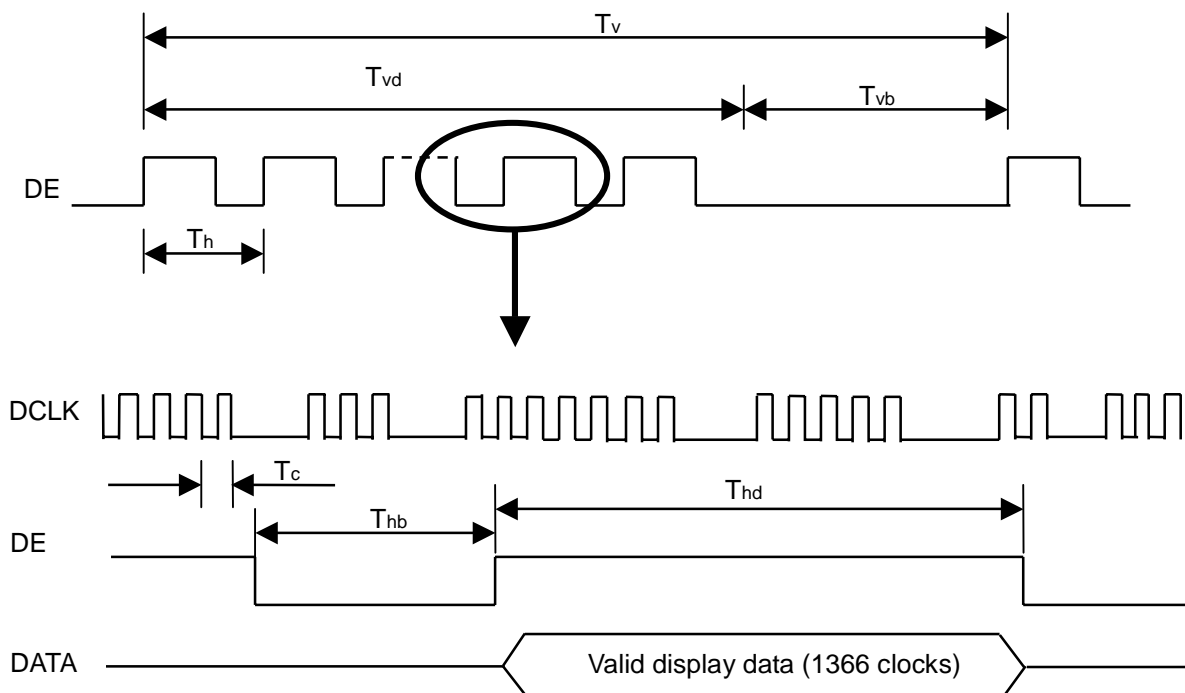 Tv
Tvd
Tvb
DE
Th
DCLK
Tc
Thd
Thb
DE
DATA
Valid display data (1366 clocks)